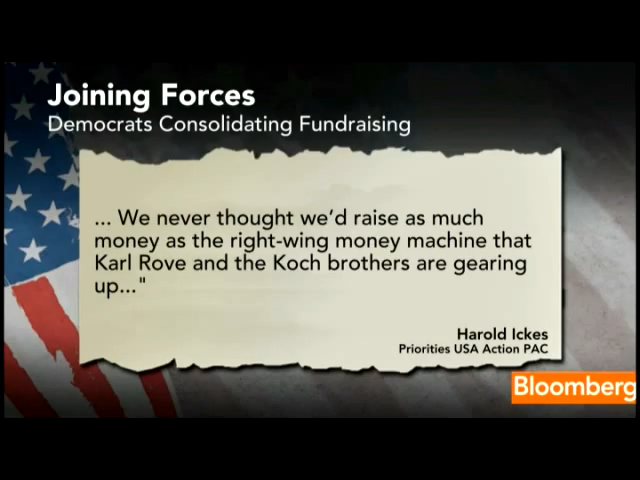 Joining Forces
Democrats Consolidating Fundraising
... We never thought we'd raise as much
money as the right-wing money machine that
Karl Rove and the Koch brothers are gearing
up..."
Harold Ickes
Priorities USA Action PAC
Bloomberg